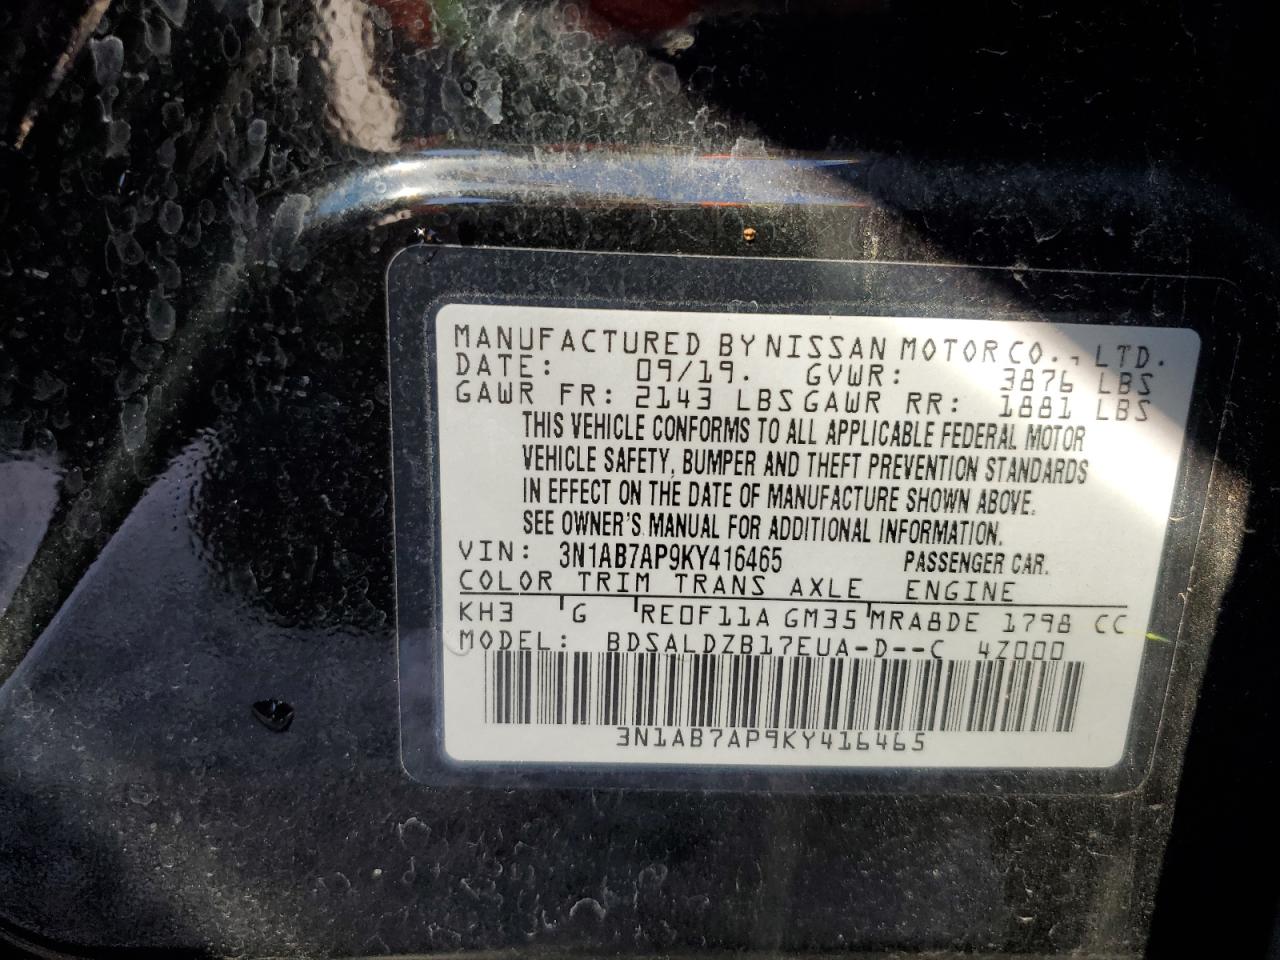 MANUFACTURED BY NISSAN MOTOR CO., LTD.
DATE: 09/19. GVWR: 3876 LBS
GAWR FR: 2143 LBS GAWR RR: 1881 LBS
THIS VEHICLE CONFORMS TO ALL APPLICABLE FEDERAL MOTOR
VEHICLE SAFETY, BUMPER AND THEFT PREVENTION STANDARDS
IN EFFECT ON THE DATE OF MANUFACTURE SHOWN ABOVE.
SEE OWNER'S MANUAL FOR ADDITIONAL INFORMATION.
VIN: 3N1AB7AP9KY416465 PASSENGER CAR.
COLOR TRIM TRANS AXLE ENGINE
KH3 G RE0F11A GM35 MRA8DE 1798 CC
MODEL: BDSALDZB17EUA-D--C 4Z000
3N1AB7AP9KY416465